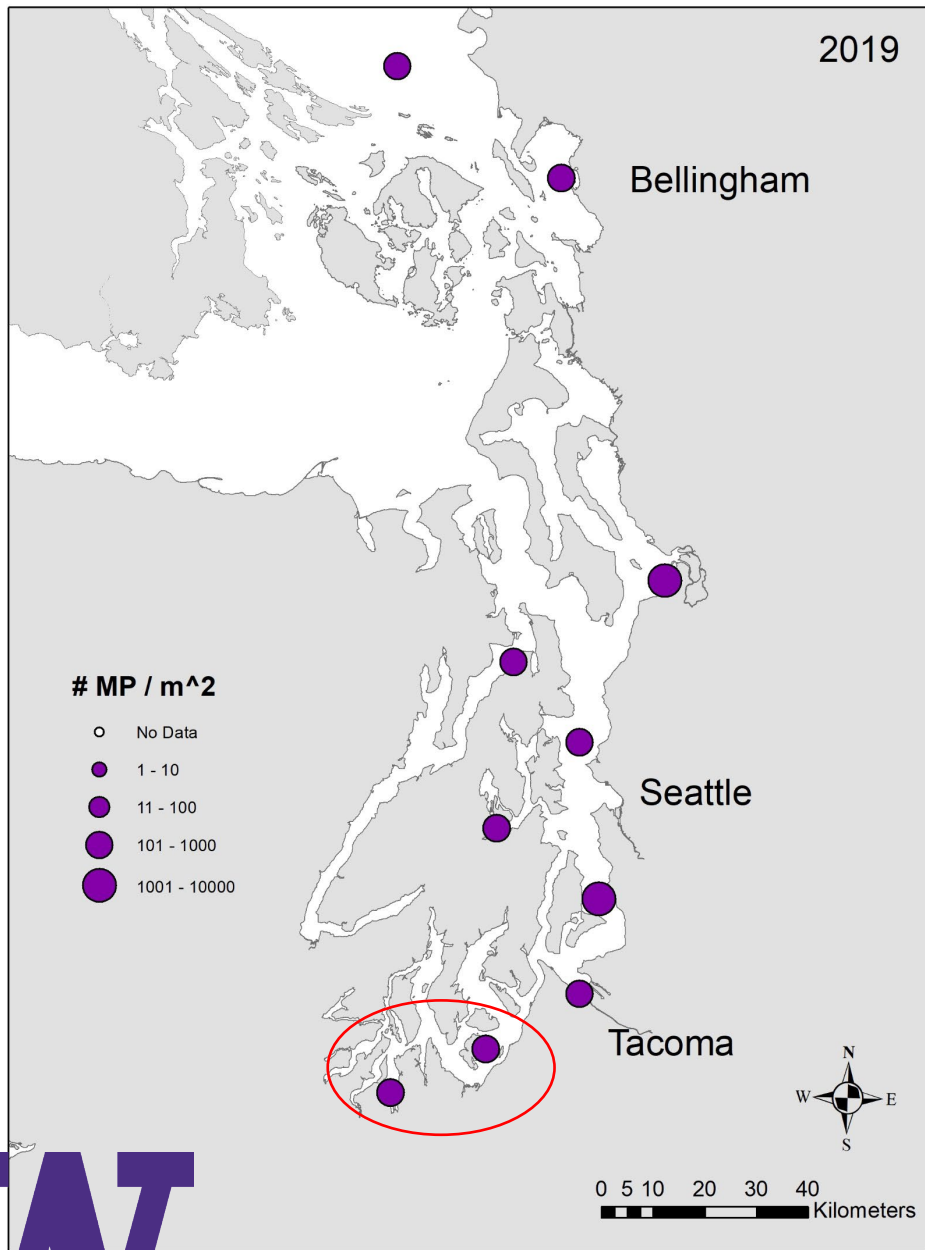 2019
Bellingham
# MP / m^2
No Data
1 - 10
11 - 100
101 - 1000
1001 - 10000
Seattle
Tacoma
N
W E
S
0 5 10 20 30 40
Kilometers